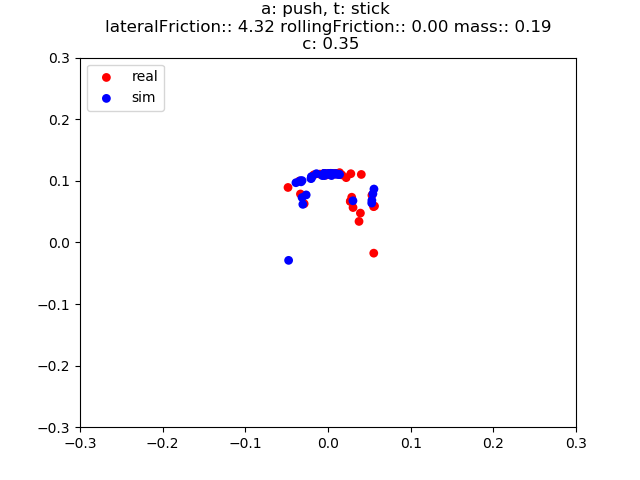 a: push, t: stick
lateralFriction:: 4.32 rollingFriction:: 0.00 mass:: 0.19
c: 0.35
real
sim
0.3
0.2
0.1
0.0
−0.1
−0.2
−0.3
−0.3 −0.2 −0.1 0.0 0.1 0.2 0.3